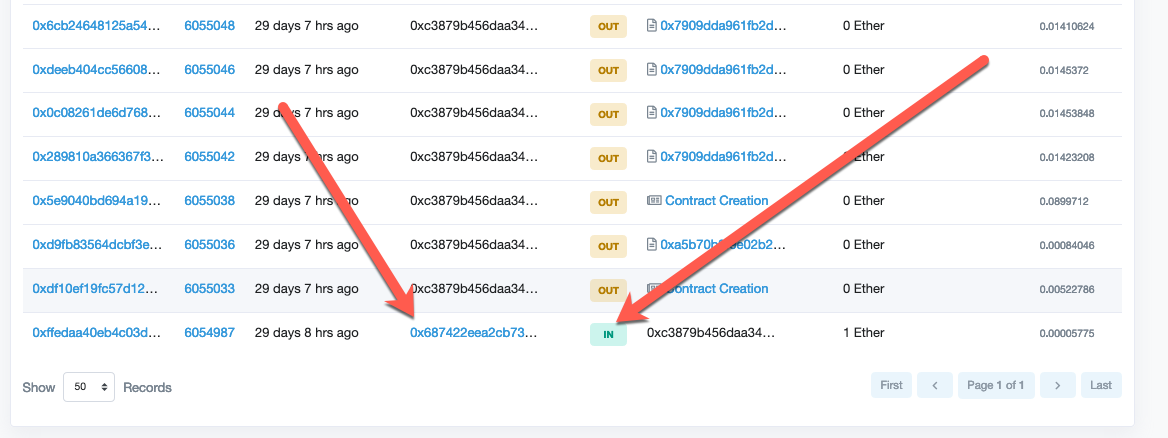 0x6cb24648125a54... 6055048 29 days 7 hrs ago 0xc3879b456daa34... OUT 0x7909dda961fb2d... 0 Ether 0.01410624
0xdeeb404cc56608... 6055046 29 days 7 hrs ago 0xc3879b456daa34... OUT 0x7909dda961fb2d... 0 Ether 0.0145372
0x0c08261de6d768... 6055044 29 days 7 hrs ago 0xc3879b456daa34... OUT 0x7909dda961fb2d... 0 Ether 0.01453848
0x289810a366367f3... 6055042 29 days 7 hrs ago 0xc3879b456daa34... OUT 0x7909dda961fb2d... 0 Ether 0.01423208
0x5e9040bd694a19... 6055038 29 days 7 hrs ago 0xc3879b456daa34... OUT Contract Creation 0 Ether 0.0899712
0xd9fb83564dcbf3e... 6055036 29 days 7 hrs ago 0xc3879b456daa34... OUT 0 Ether 0.00084046
0xdf10ef19fc57d12... 6055033 29 days 7 hrs ago 0xc3879b456daa34... OUT Contract Creation 0 Ether 0.00522786
0xffedaa40eb4c03d... 6054987 29 days 8 hrs ago 0x687422eea2cb73... IN 0xc3879b456daa34... 1 Ether 0.00005775
Show 50 Records First Page 1 of 1 Last